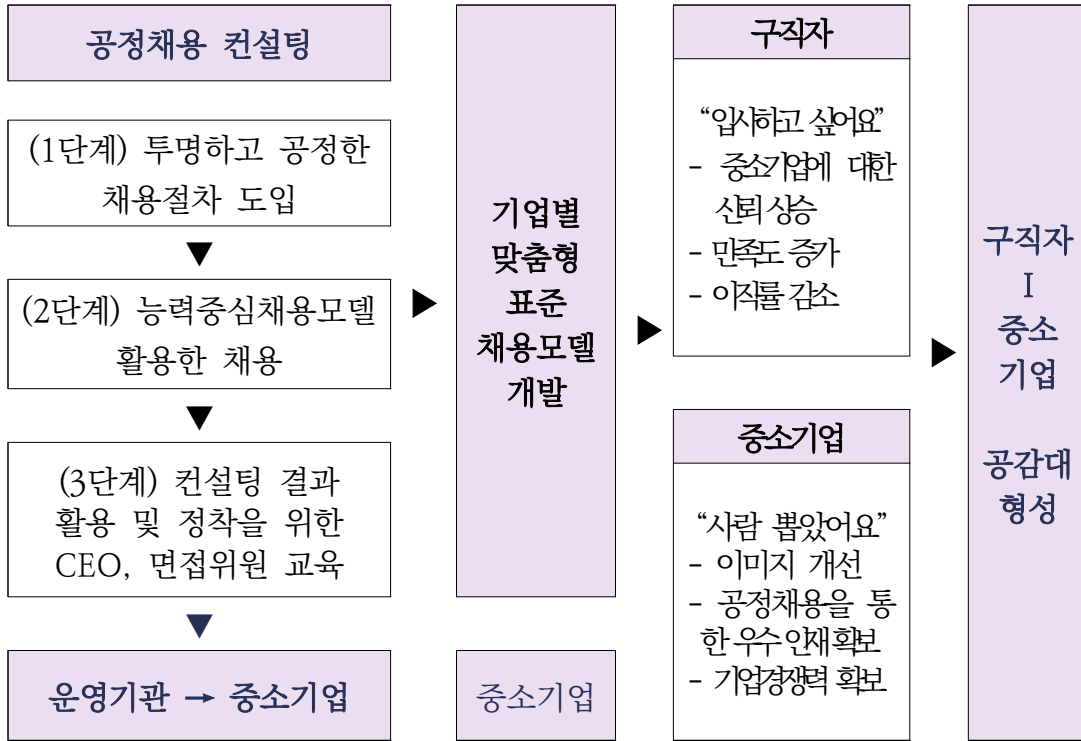 공정채용 컨설팅
(1단계) 투명하고 공정한
채용절차 도입
▼
(2단계) 능력중심채용모델
활용한 채용
▼
(3단계) 컨설팅 결과
활용 및 정착을 위한
CEO, 면접위원 교육
▼
운영기관 → 중소기업
▶
기업별
맞춤형
표준
채용모델
개발
중소기업
▶
구직자
“입사하고 싶어요”
- 중소기업에 대한
신뢰 상승
- 만족도 증가
- 이직률 감소
중소기업
“사람 뽑았어요”
- 이미지 개선
- 공정채용을 통
한 우수 인재 확보
- 기업경쟁력 확보
▶
구직자
I
중소
기업
공감대
형성